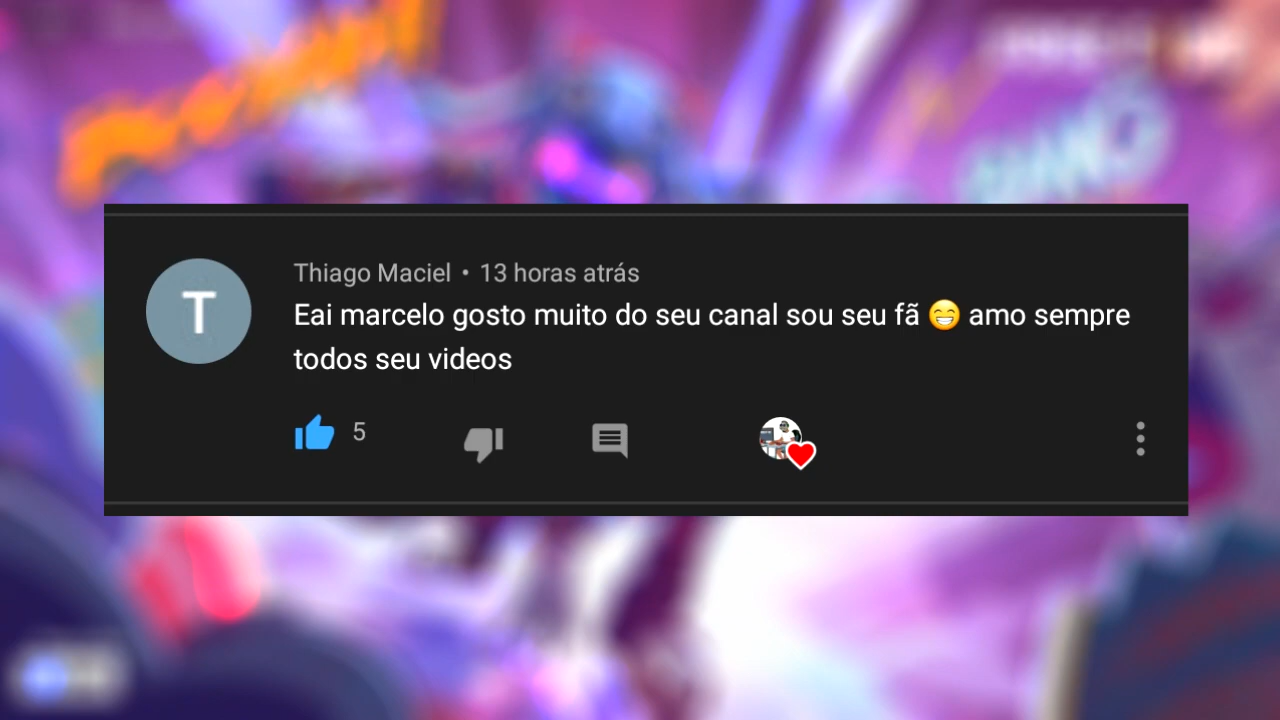 T
Thiago Maciel • 13 horas atrás
Eai marcelo gosto muito do seu canal sou seu fã 😁 amo sempre
todos seu videos
5